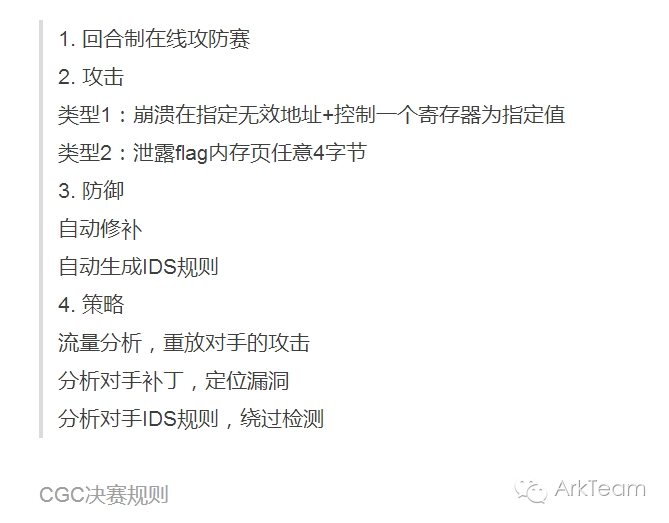 1. 回合制在线攻防赛
2. 攻击
类型1：崩溃在指定无效地址+控制一个寄存器为指定值
类型2：泄露flag内存页任意4字节
3. 防御
自动修补
自动生成IDS规则
4. 策略
流量分析，重放对手的攻击
分析对手补丁，定位漏洞
分析对手IDS规则，绕过检测
CGC决赛规则
ArkTeam